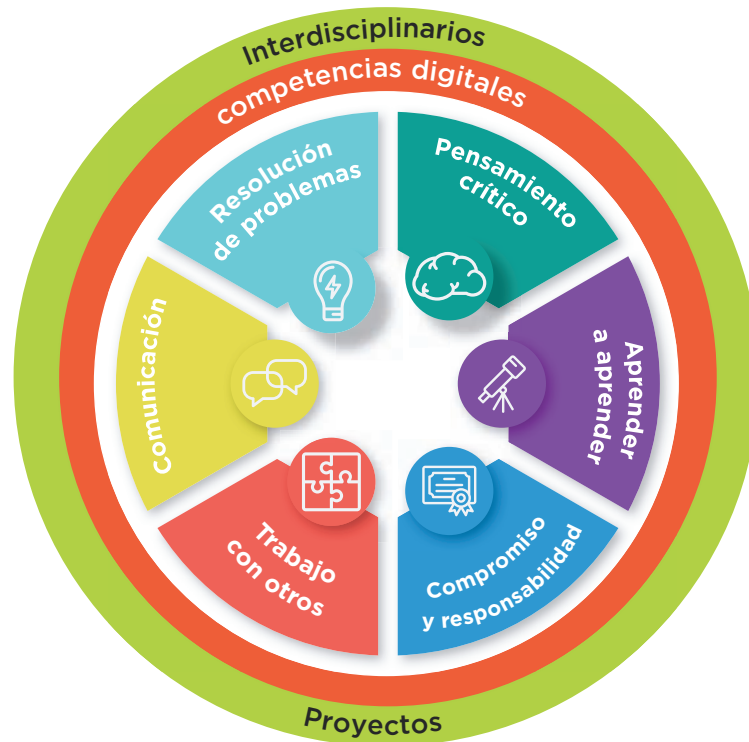 Interdisciplinarios
competencias digitales
Resolución
de problemas
Pensamiento
crítico
Comunicación
Aprender
a aprender
Trabajo
con otros
Compromiso
y responsabilidad
Proyectos